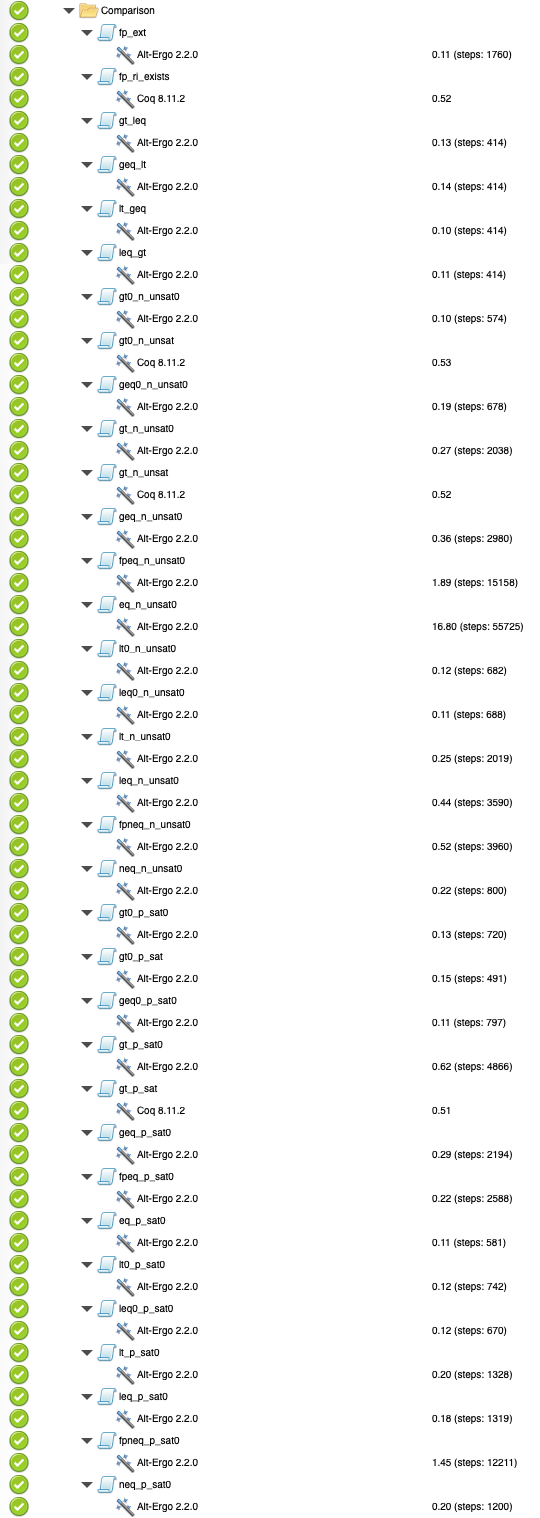 Comparison
fp_ext
Alt-Ergo 2.2.0 0.11 (steps: 1760)
fp_ri_exists
Coq 8.11.2 0.52
gt_leq
Alt-Ergo 2.2.0 0.13 (steps: 414)
geq_lt
Alt-Ergo 2.2.0 0.14 (steps: 414)
lt_geq
Alt-Ergo 2.2.0 0.10 (steps: 414)
leq_gt
Alt-Ergo 2.2.0 0.11 (steps: 414)
gt0_n_unsat0
Alt-Ergo 2.2.0 0.10 (steps: 574)
gt0_n_unsat
Coq 8.11.2 0.53
geq0_n_unsat0
Alt-Ergo 2.2.0 0.19 (steps: 678)
gt_n_unsat0
Alt-Ergo 2.2.0 0.27 (steps: 2038)
gt_n_unsat
Coq 8.11.2 0.52
geq_n_unsat0
Alt-Ergo 2.2.0 0.36 (steps: 2980)
fpeq_n_unsat0
Alt-Ergo 2.2.0 1.89 (steps: 15158)
eq_n_unsat0
Alt-Ergo 2.2.0 16.80 (steps: 55725)
lt0_n_unsat0
Alt-Ergo 2.2.0 0.12 (steps: 682)
leq0_n_unsat0
Alt-Ergo 2.2.0 0.11 (steps: 688)
lt_n_unsat0
Alt-Ergo 2.2.0 0.25 (steps: 2019)
leq_n_unsat0
Alt-Ergo 2.2.0 0.44 (steps: 3590)
fpneq_n_unsat0
Alt-Ergo 2.2.0 0.52 (steps: 3960)
neq_n_unsat0
Alt-Ergo 2.2.0 0.22 (steps: 800)
gt0_p_sat0
Alt-Ergo 2.2.0 0.13 (steps: 720)
gt0_p_sat
Alt-Ergo 2.2.0 0.15 (steps: 491)
geq0_p_sat0
Alt-Ergo 2.2.0 0.11 (steps: 797)
gt_p_sat0
Alt-Ergo 2.2.0 0.62 (steps: 4866)
gt_p_sat
Coq 8.11.2 0.51
geq_p_sat0
Alt-Ergo 2.2.0 0.29 (steps: 2194)
fpeq_p_sat0
Alt-Ergo 2.2.0 0.22 (steps: 2588)
eq_p_sat0
Alt-Ergo 2.2.0 0.11 (steps: 581)
lt0_p_sat0
Alt-Ergo 2.2.0 0.12 (steps: 742)
leq0_p_sat0
Alt-Ergo 2.2.0 0.12 (steps: 670)
lt_p_sat0
Alt-Ergo 2.2.0 0.20 (steps: 1328)
leq_p_sat0
Alt-Ergo 2.2.0 0.18 (steps: 1319)
fpneq_p_sat0
Alt-Ergo 2.2.0 1.45 (steps: 12211)
neq_p_sat0
Alt-Ergo 2.2.0 0.20 (steps: 1200)